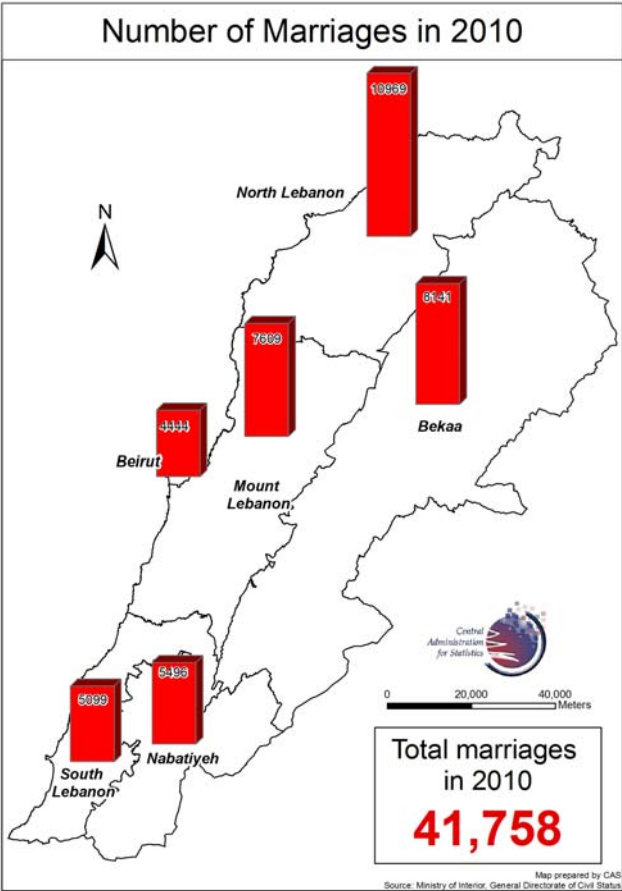 Number of Marriages in 2010
10969
North Lebanon
N
8141
7609
4444
Bekaa
Beirut
Mount
Lebanon
Central
Administration
for Statistics
5496
5099
0 20,000 40,000
Meters
Nabatiyeh
South
Lebanon
Total marriages
in 2010
41,758
Map prepared by CAS
Source: Ministry of Interior, General Directorate of Civil Status